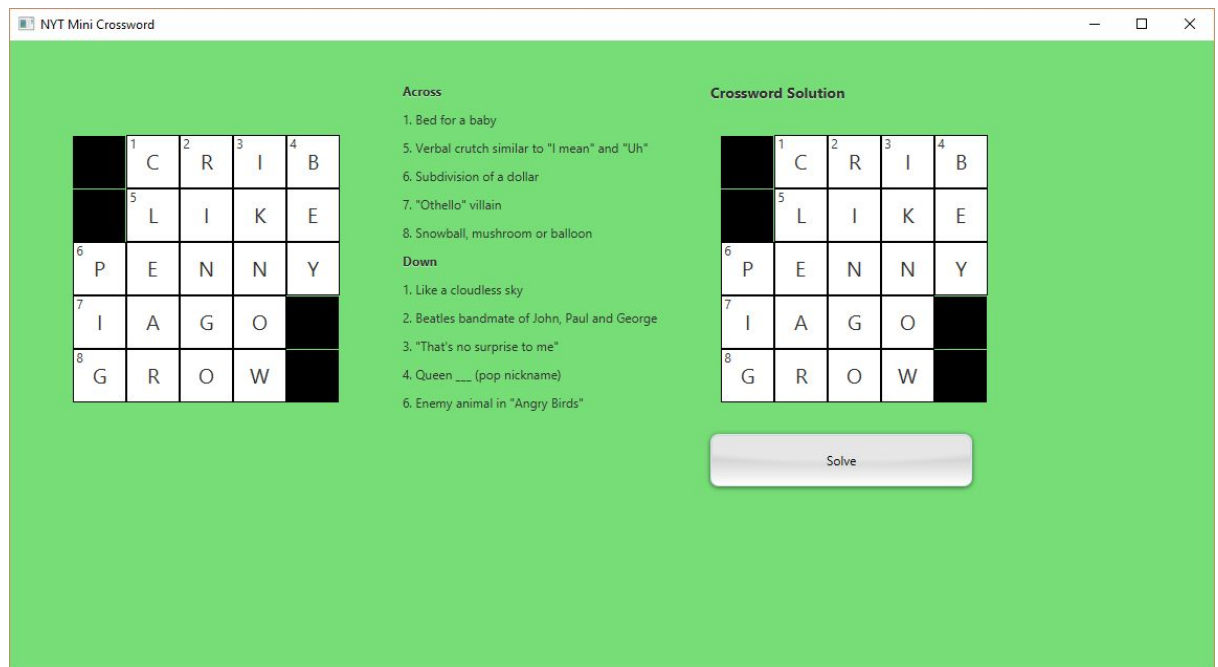 NYT Mini Crossword
1 C 2 R 3 I 4 B
5 L I K E
6 P E N N Y
7 I A G O
8 G R O W
Across
1. Bed for a baby
5. Verbal crutch similar to "I mean" and "Uh"
6. Subdivision of a dollar
7. "Othello" villain
8. Snowball, mushroom or balloon
Down
1. Like a cloudless sky
2. Beatles bandmate of John, Paul and George
3. "That's no surprise to me"
4. Queen ___ (pop nickname)
6. Enemy animal in "Angry Birds"
Crossword Solution
1 C 2 R 3 I 4 B
5 L I K E
6 P E N N Y
7 I A G O
8 G R O W
Solve